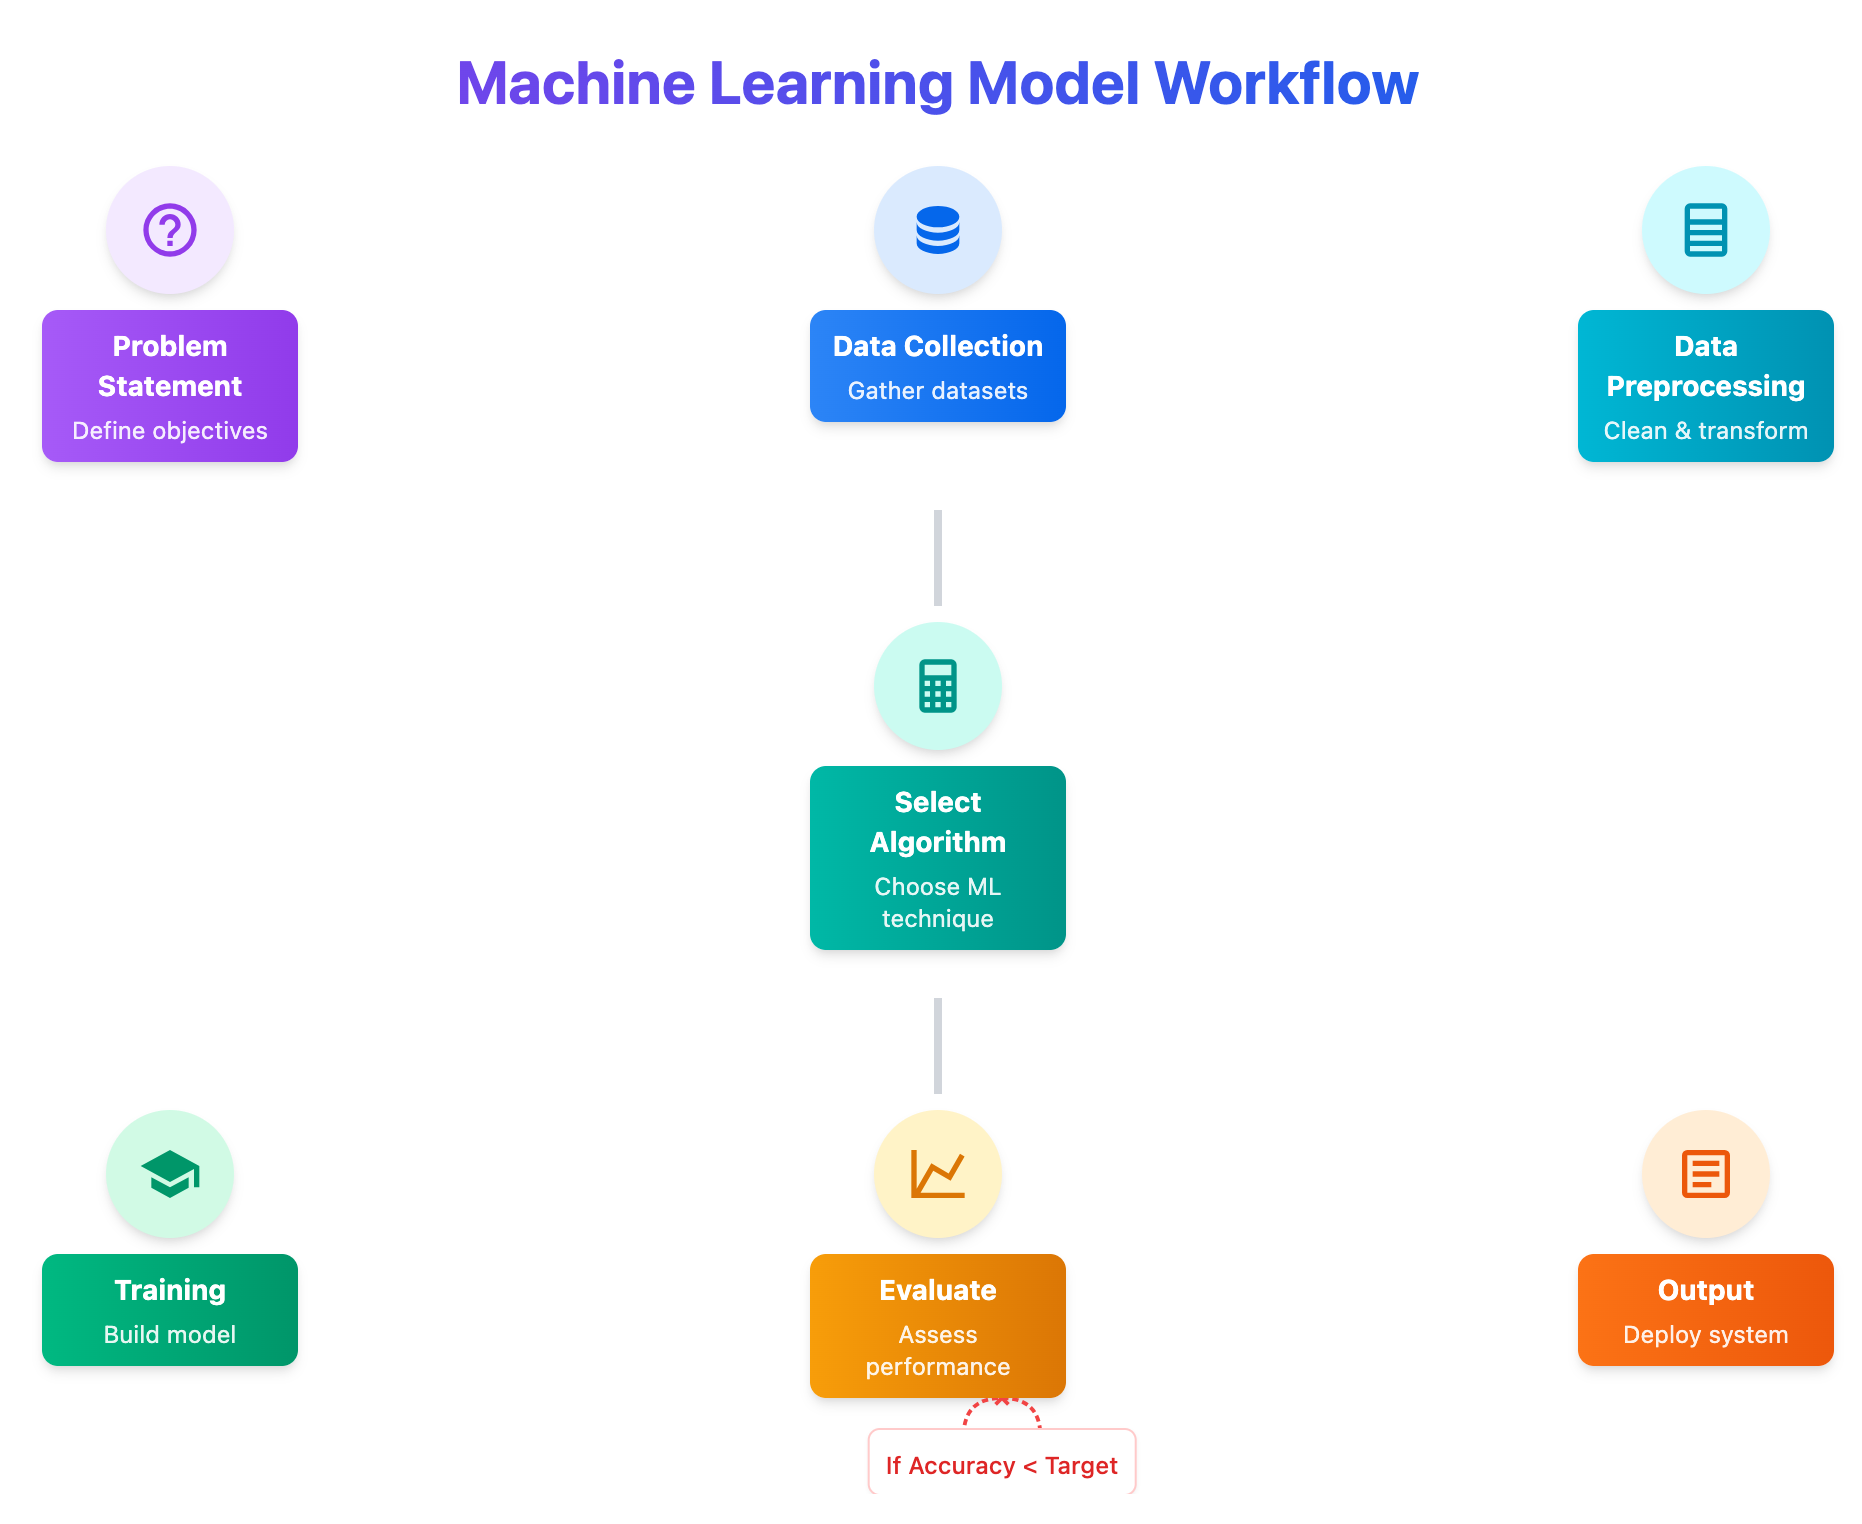 Machine Learning Model Workflow
Problem
Statement
Define objectives
Data Collection
Gather datasets
Data
Preprocessing
Clean & transform
Select
Algorithm
Choose ML
technique
Training
Build model
Evaluate
Assess
performance
Output
Deploy system
If Accuracy < Target